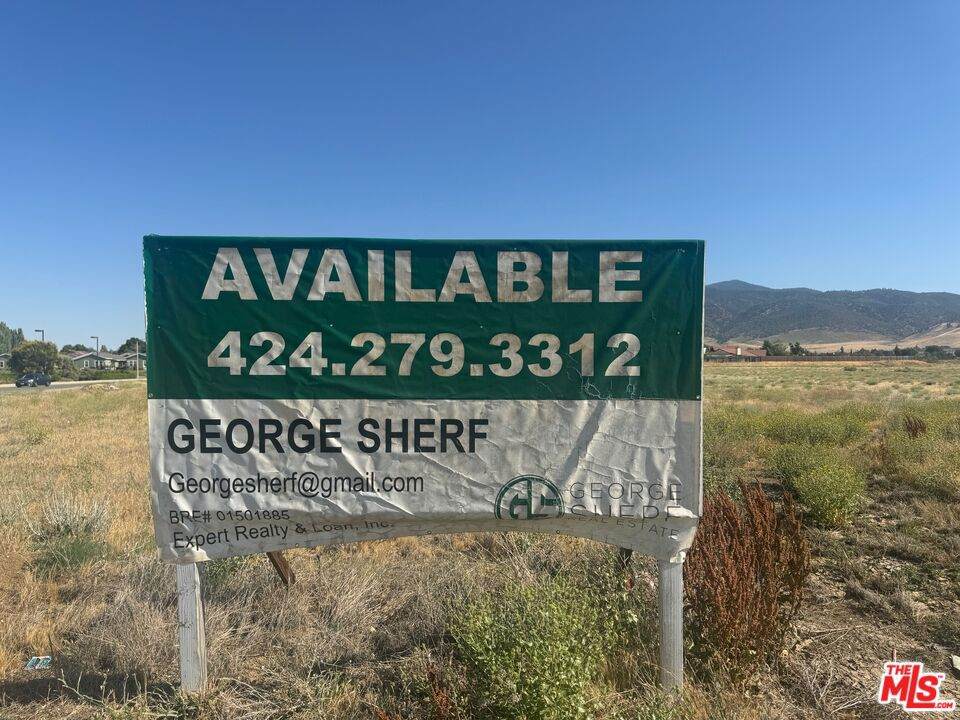 AVAILABLE
424.279.3312
GEORGE SHERF
Georgesherf@gmail.com
BRE# 01501885
Expert Realty & Loan, Inc.
GEORGE
SHERF
REAL ESTATE
THE
MLS
.COM